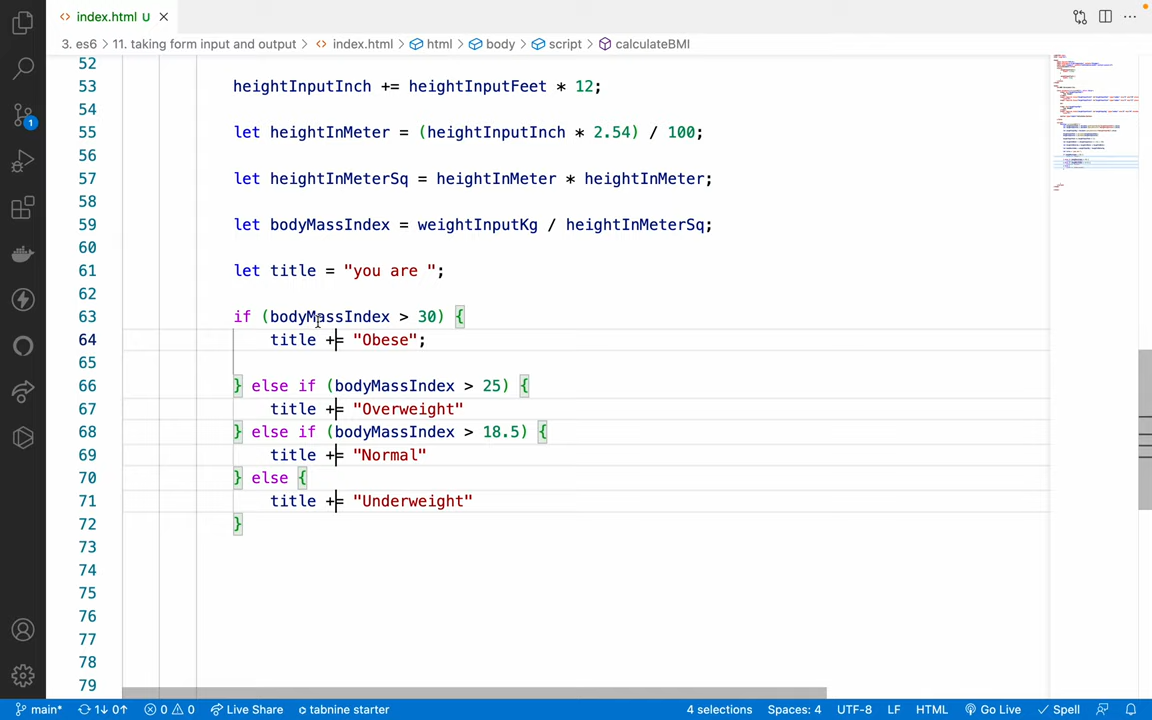 index.html U
3. es6 > 11. taking form input and output > index.html > html > body > script > calculateBMI
52
53 heightInputInch += heightInputFeet * 12;
54
55 let heightInMeter = (heightInputInch * 2.54) / 100;
56
57 let heightInMeterSq = heightInMeter * heightInMeter;
58
59 let bodyMassIndex = weightInputKg / heightInMeterSq;
60
61 let title = "you are ";
62
63 if (bodyMassIndex > 30) {
64 title += "Obese";
65
66 } else if (bodyMassIndex > 25) {
67 title += "Overweight"
68 } else if (bodyMassIndex > 18.5) {
69 title += "Normal"
70 } else {
71 title += "Underweight"
72 }
73
74
75
76
77
78
79
1
main* 1↓ 0↑ 0 0 Live Share tabnine starter 4 selections Spaces: 4 UTF-8 LF HTML Go Live Spell